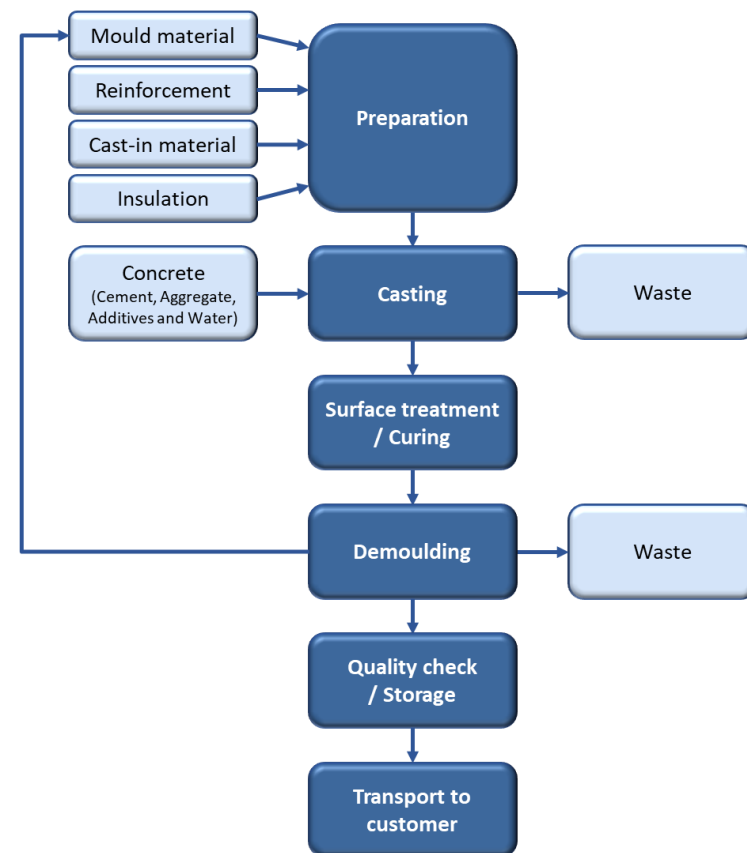 Mould material
Reinforcement
Cast-in material
Insulation
Preparation
Concrete
(Cement, Aggregate,
Additives and Water)
Casting
Waste
Surface treatment
/ Curing
Demoulding
Waste
Quality check
/ Storage
Transport to
customer